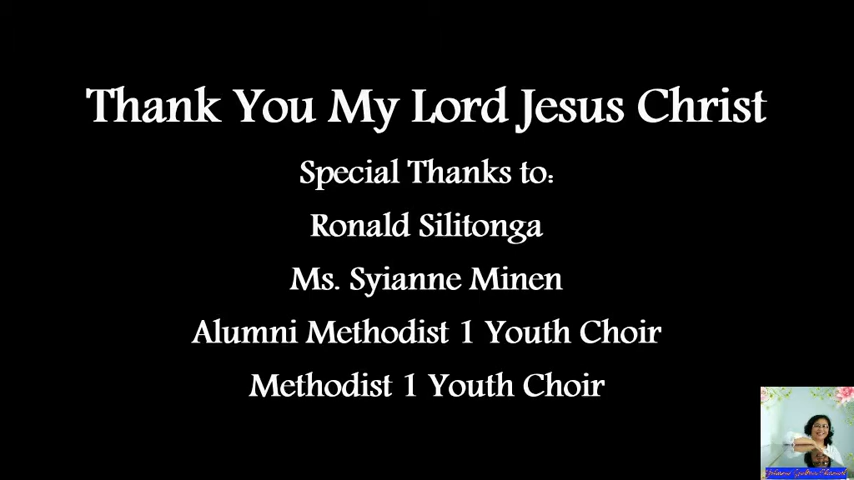 Thank You My Lord Jesus Christ
Special Thanks to:
Ronald Silitonga
Ms. Syianne Minen
Alumni Methodist 1 Youth Choir
Methodist 1 Youth Choir